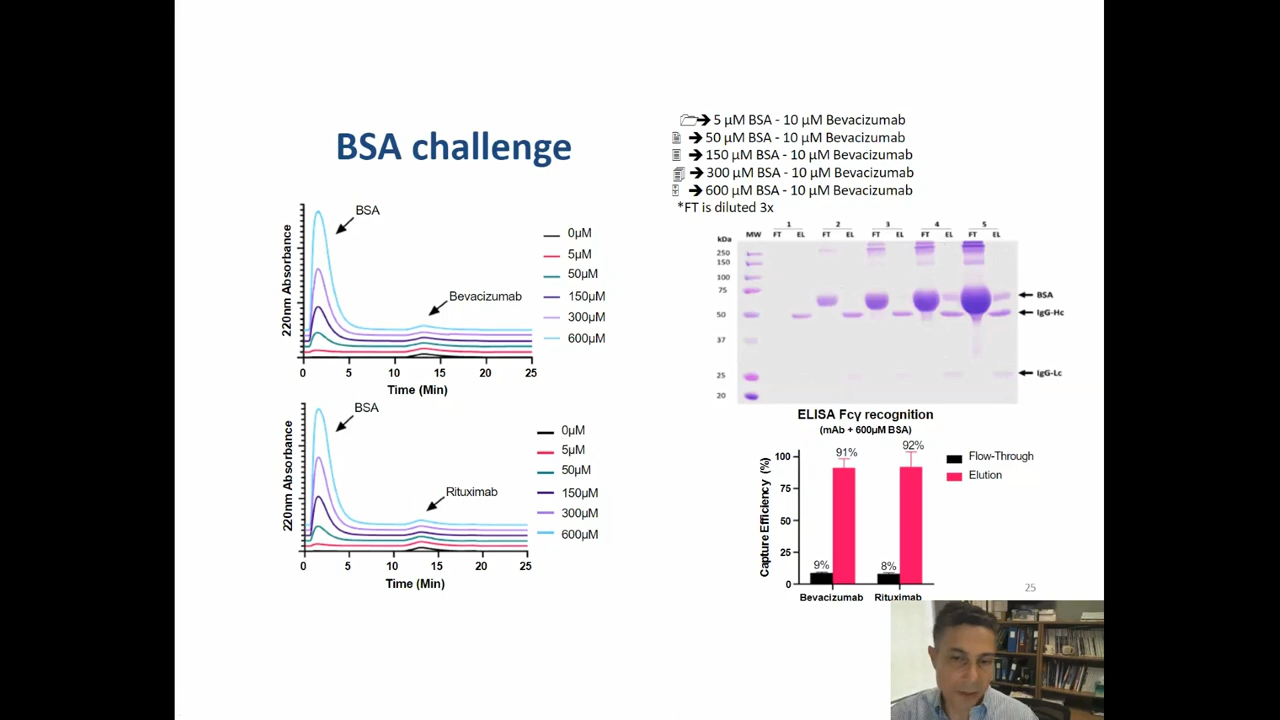 BSA challenge
BSA
Bevacizumab
220nm Absorbance
0µM
5µM
50µM
150µM
300µM
600µM
0 5 10 15 20 25
Time (Min)
BSA
Rituximab
220nm Absorbance
0µM
5µM
50µM
150µM
300µM
600µM
0 5 10 15 20 25
Time (Min)
➔ 5 µM BSA - 10 µM Bevacizumab
➔ 50 µM BSA - 10 µM Bevacizumab
➔ 150 µM BSA - 10 µM Bevacizumab
➔ 300 µM BSA - 10 µM Bevacizumab
➔ 600 µM BSA - 10 µM Bevacizumab
*FT is diluted 3x
1 2 3 4 5
kDa MW FT EL FT EL FT EL FT EL FT EL
250
150
100
75
50
37
25
20
BSA
IgG-Hc
IgG-Lc
ELISA Fcγ recognition
(mAb + 600µM BSA)
Capture Efficiency (%)
100
75
50
25
0
91%
92%
9%
8%
Flow-Through
Elution
Bevacizumab Rituximab
25